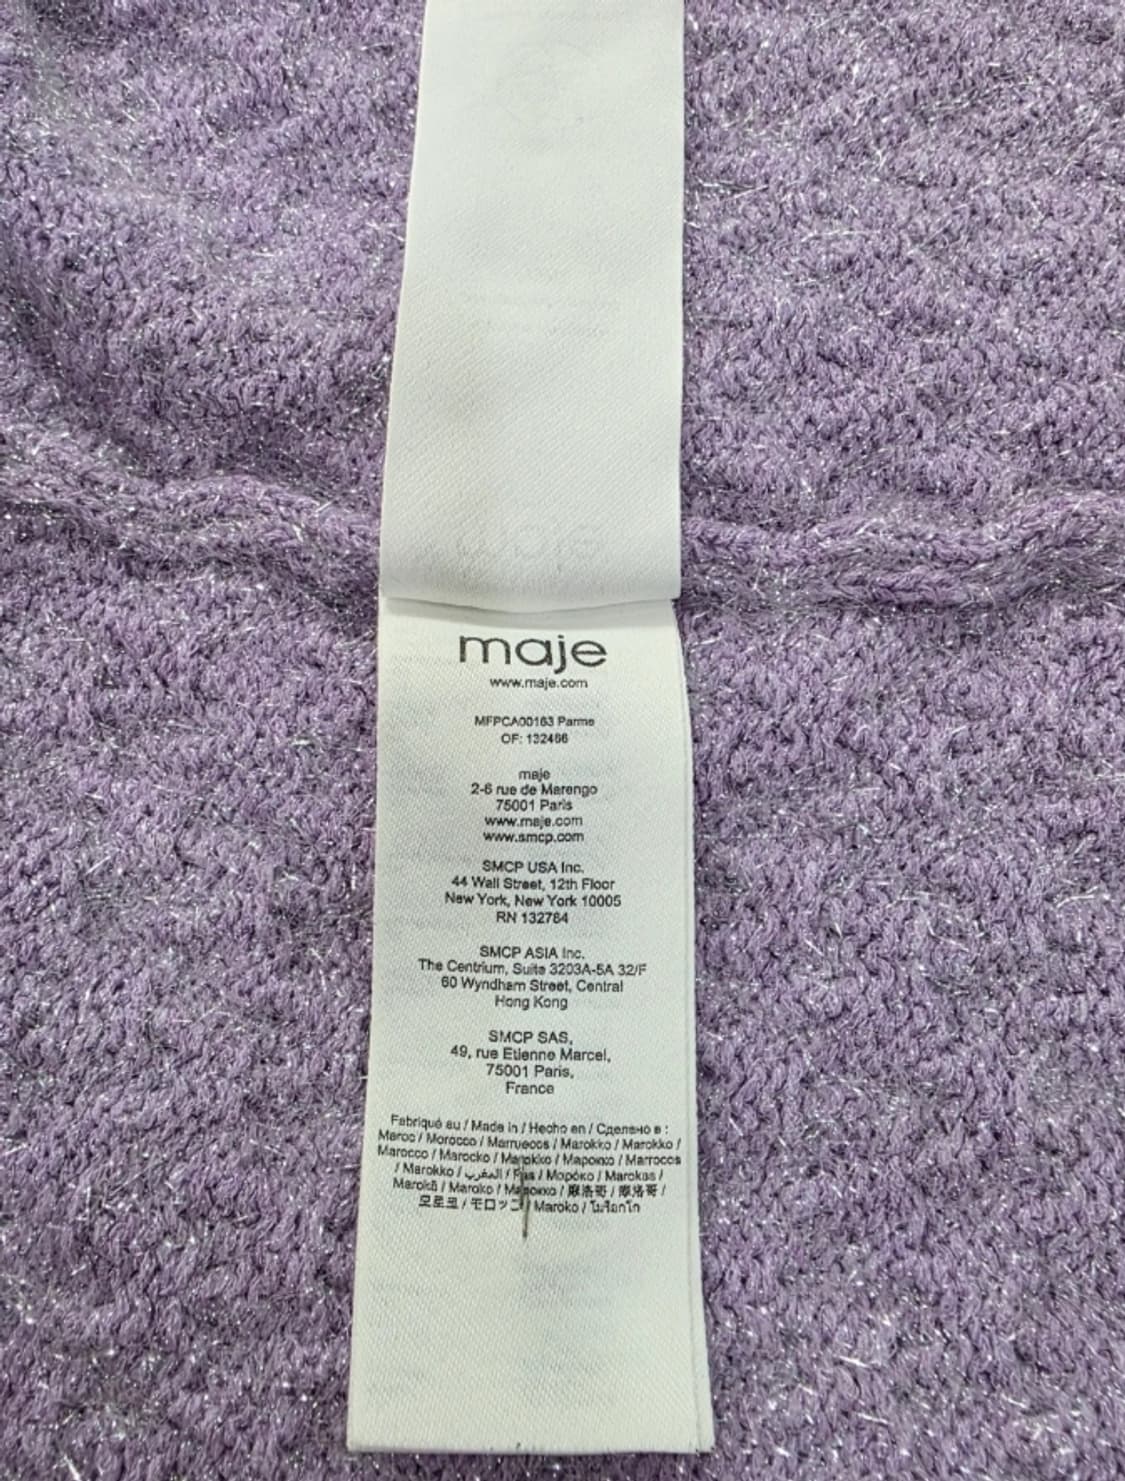 maje
www.maje.com
MFPCA00163 Parme
OF: 132466
maje
2-6 rue de Marengo
75001 Paris
www.maje.com
www.smcp.com
SMCP USA Inc.
44 Wall Street, 12th Floor
New York, New York 10005
RN 132764
SMCP ASIA Inc.
The Centrium, Suite 3203A-5A 32/F
60 Wyndham Street, Central
Hong Kong
SMCP SAS,
49, rue Etienne Marcel,
75001 Paris,
France
Fabriqué au / Made in / Hecho en / Сделано в :
Maroc / Morocco / Marruecos / Marokko / Marokko /
Marocco / Marocko / Marokko / Марокко / Marrocos
/ Marokko / المغرب / / Μαρόκο / Marokas /
Marokā / Maroko / Мароккo / 摩洛哥 / 摩洛哥 /
모로코 / モロッコ / Maroko / โมร็อกโก